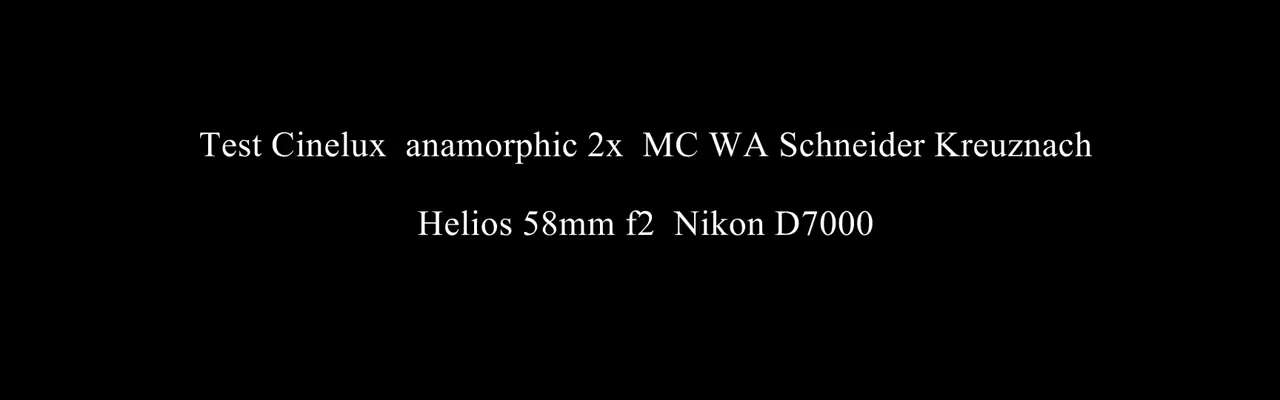 Test Cinelux  anamorphic 2x  MC WA Schneider Kreuznach
Helios 58mm f2  Nikon D7000